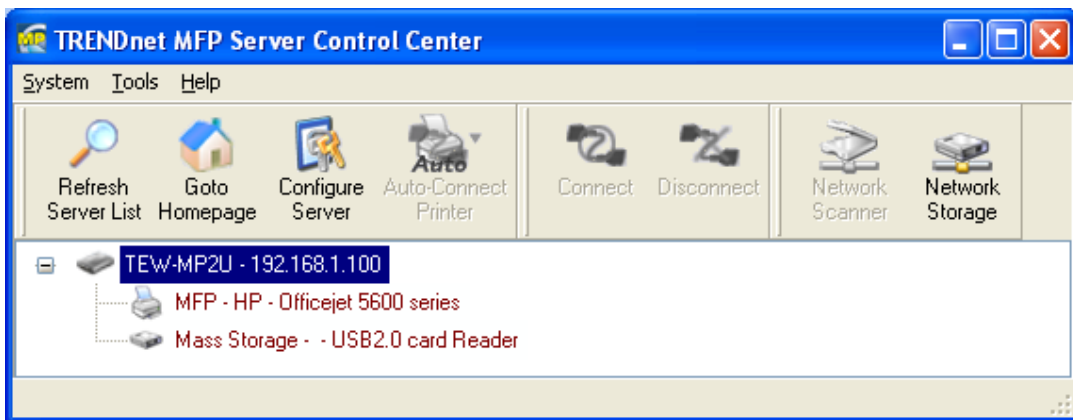 MP TRENDnet MFP Server Control Center
System Tools Help
Refresh Server List
Goto Homepage
Configure Server
Auto
Auto-Connect Printer
Connect
Disconnect
Network Scanner
Network Storage
TEW-MP2U - 192.168.1.100
MFP - HP - Officejet 5600 series
Mass Storage - - USB2.0 card Reader